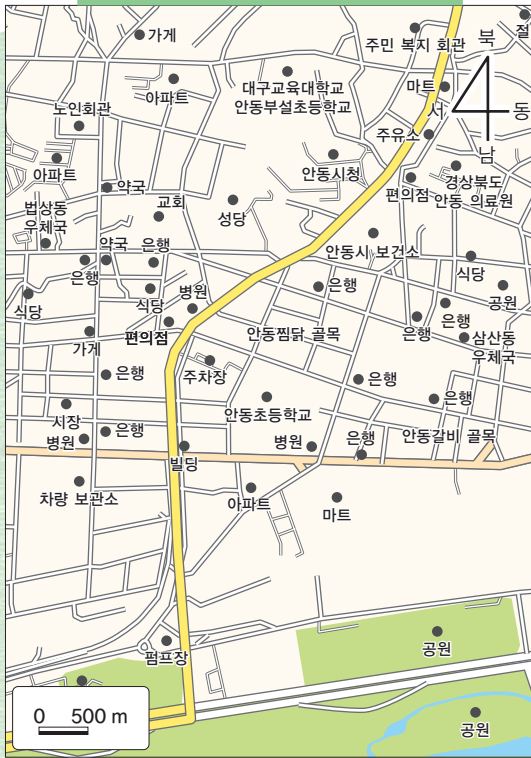 가게
주민 복지 회관
북
절
대구교육대학교
안동부설초등학교
아파트
마트
서
동
노인회관
주유소
남
아파트
안동시청
경상북도
안동 의료원
약국
편의점
교회
성당
법상동
우체국
약국
은행
안동시 보건소
은행
식당
식당
식당
병원
은행
공원
편의점
안동찜닭 골목
은행
은행
삼산동
우체국
가게
은행
주차장
은행
시장
안동초등학교
은행
병원
은행
빌딩
병원
은행
안동갈비 골목
차량 보관소
아파트
마트
펌프장
공원
0 500 m
공원